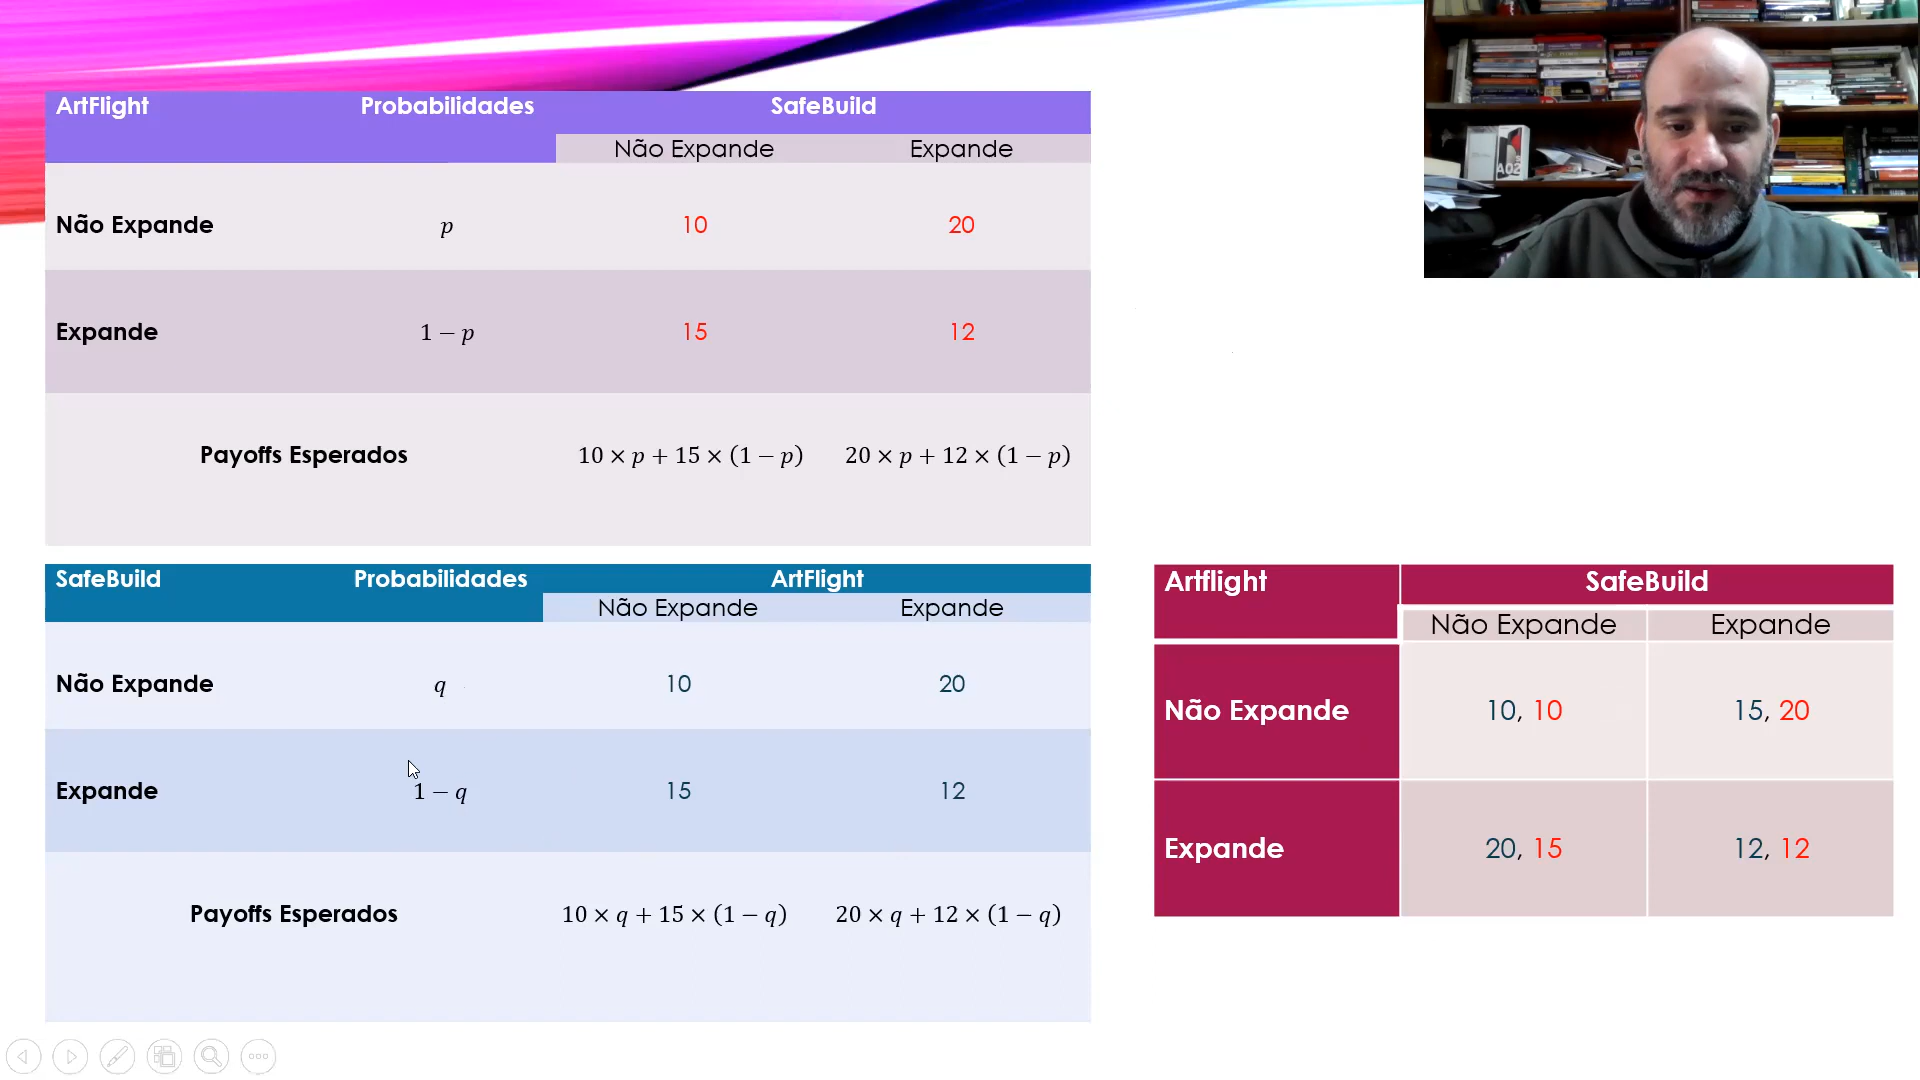 ArtFlight Probabilidades SafeBuild
Não Expande Expande
Não Expande p 10 20
Expande 1 − p 15 12
Payoffs Esperados 10 × p + 15 × (1 − p) 20 × p + 12 × (1 − p)
SafeBuild Probabilidades ArtFlight
Não Expande Expande
Não Expande q 10 20
Expande 1 − q 15 12
Payoffs Esperados 10 × q + 15 × (1 − q) 20 × q + 12 × (1 − q)
Artflight SafeBuild
Não Expande Expande
Não Expande 10, 10 15, 20
Expande 20, 15 12, 12
A02